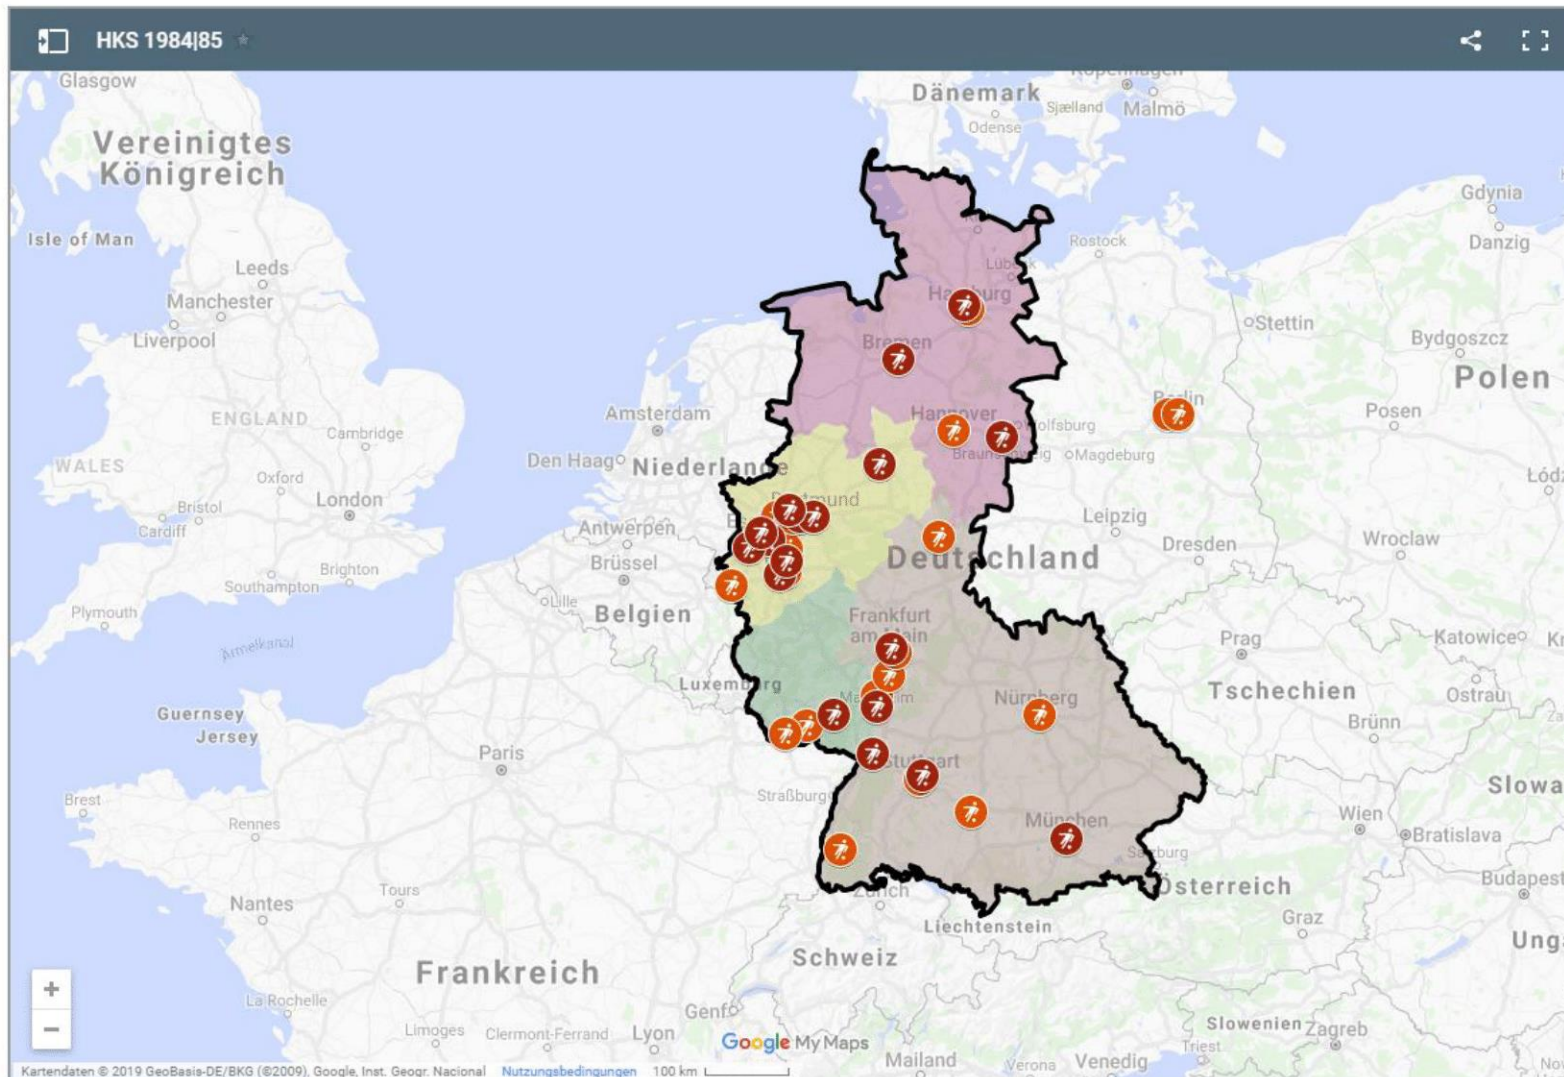 HKS 1984|85
Glasgow
Dänemark
Kopenhagen
Sjælland
Malmö
Odense
Vereinigtes
Königreich
Gdynia
Danzig
Isle of Man
Rostock
Leeds
Manchester
Liverpool
Stettin
Bremen
Bydgoszcz
Polen
ENGLAND
Cambridge
Amsterdam
Hannover
Posen
Wolfsburg
Magdeburg
WALES
Den Haag
Niederlande
Oxford
London
Bristol
Cardiff
Antwerpen
Leipzig
Deutschland
Dresden
Wroclaw
Brüssel
Southampton
Brighton
Plymouth
Lille
Belgien
Frankfurt
am Main
Ärmelkanal
Prag
Katowice
Luxemburg
Nürnberg
Tschechien
Ostrau
Guernsey
Jersey
Brünn
Paris
Brest
Straßburg
Slowa
Rennes
München
Wien
Bratislava
Tours
Nantes
Zürich
Österreich
Budapest
Liechtenstein
Graz
Ung
Schweiz
Frankreich
La Rochelle
Genf
Limoges
Clermont-Ferrand
Lyon
Google My Maps
Slowenien
Zagreb
Mailand
Verona
Venedig
Triest
Kartendaten © 2019 GeoBasis-DE/BKG (©2009), Google, Inst. Geogr. Nacional
Nutzungsbedingungen
100 km